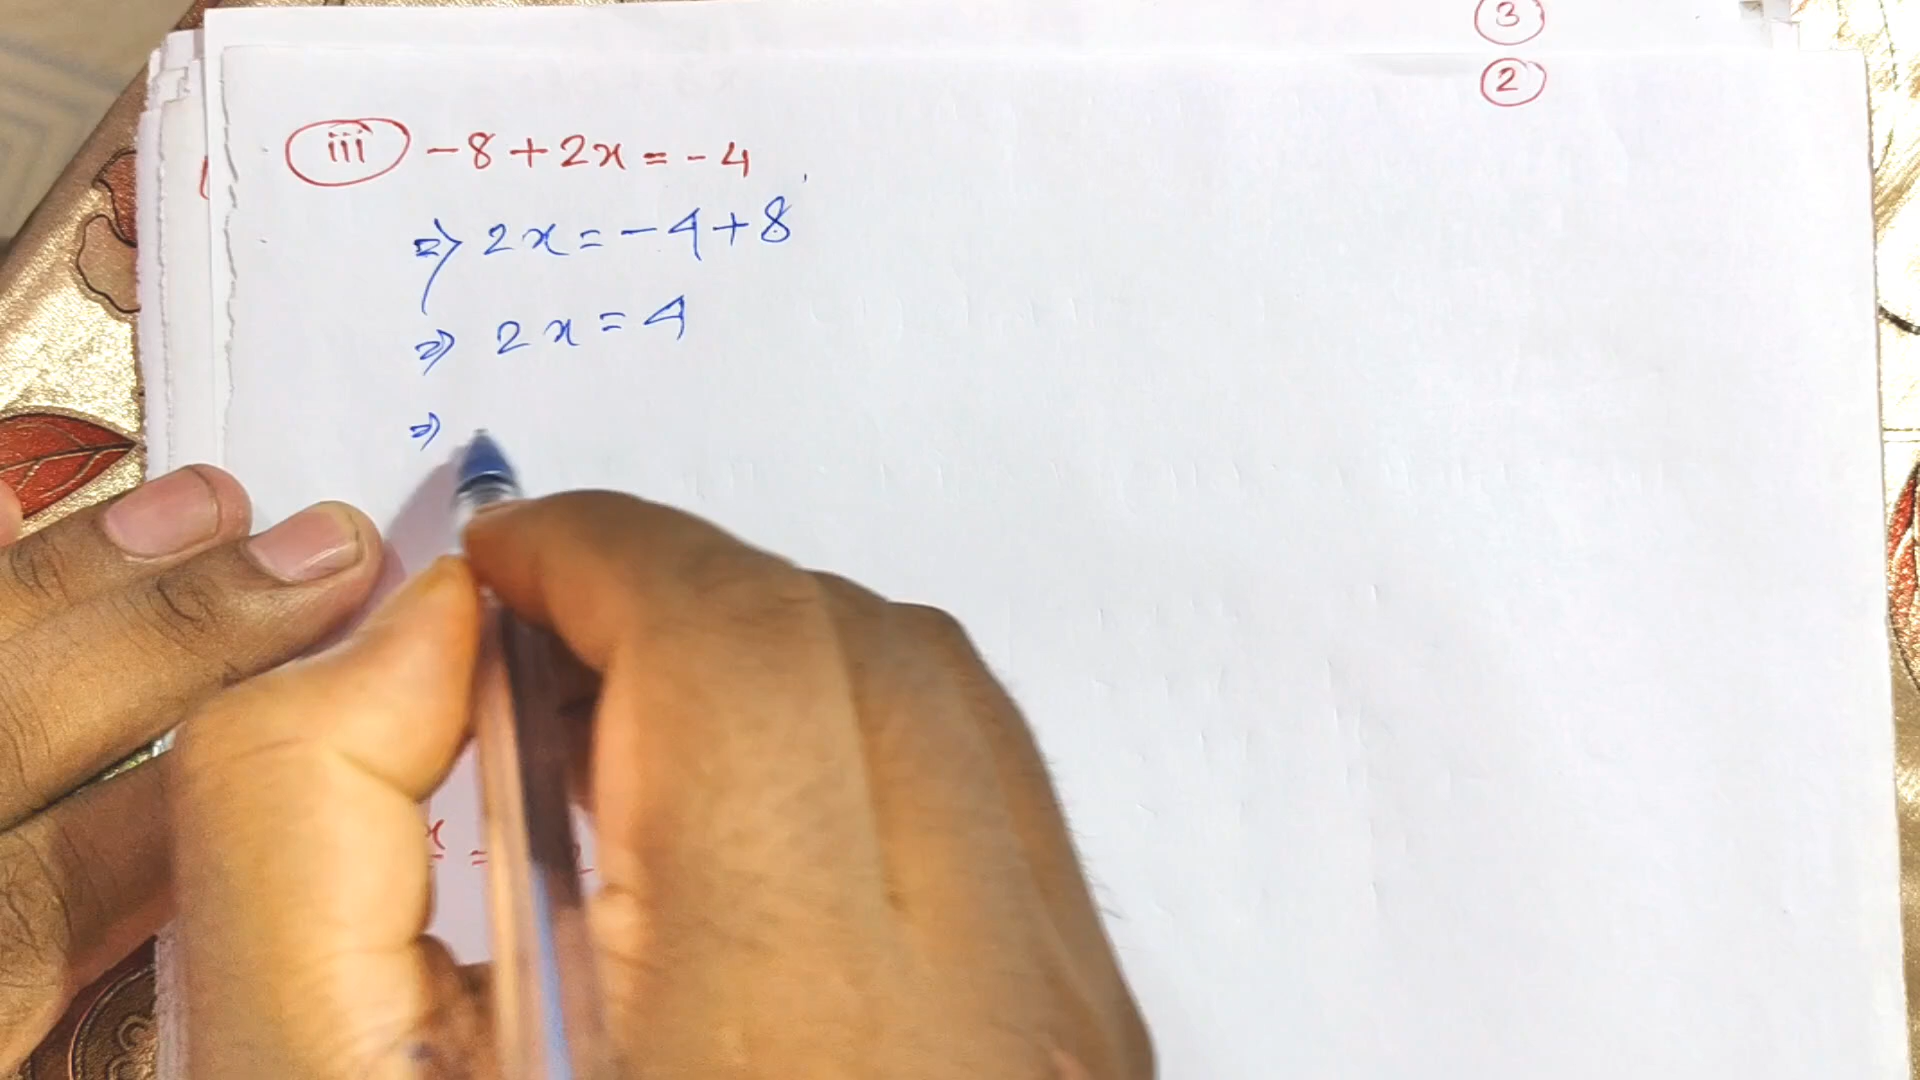 3
2
iii -8+2x=-4
⇒ 2x=-4+8
⇒ 2x=4
⇒
x =